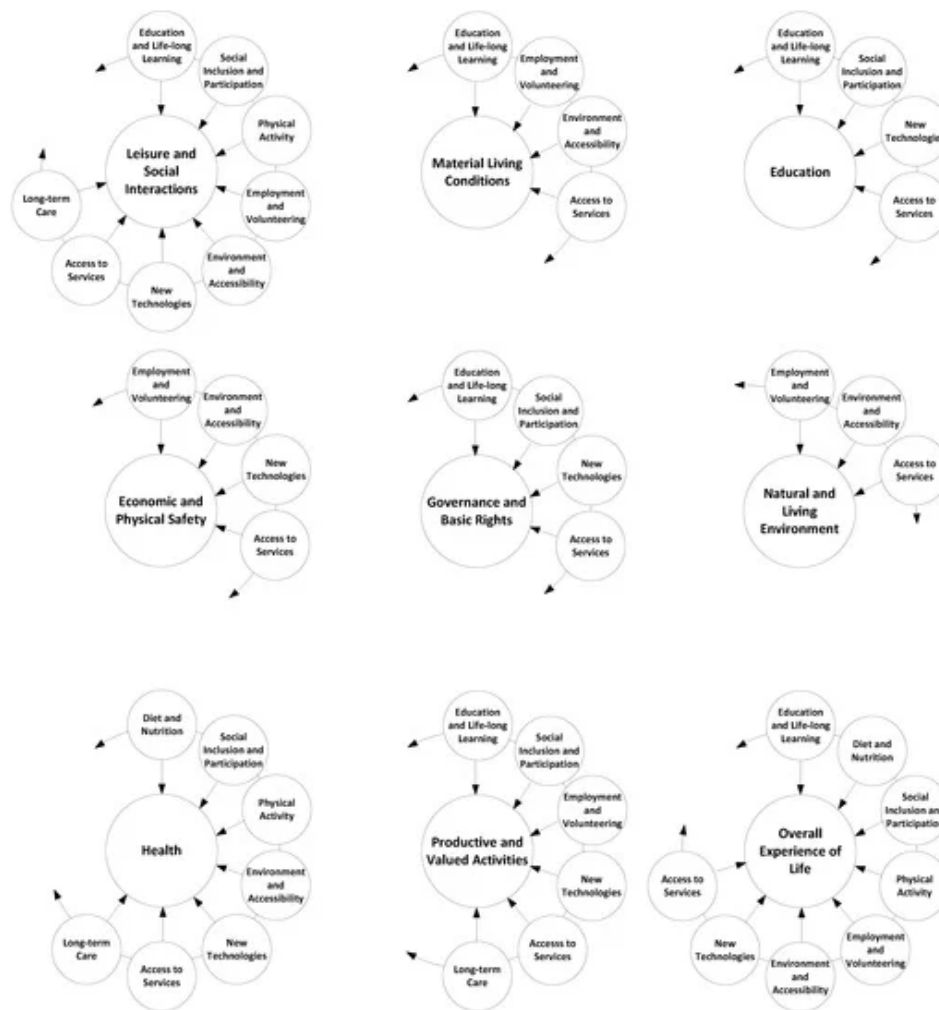 Education
and Life-long
Learning
Social
Inclusion and
Participation
Physical
Activity
Employment
and
Volunteering
Environment
and
Accessibility
New
Technologies
Access to
Services
Long-term
Care
Leisure and
Social
Interactions
Education
and Life-long
Learning
Employment
and
Volunteering
Environment
and
Accessibility
Access to
Services
Material Living
Conditions
Education
and Life-long
Learning
Social
Inclusion and
Participation
New
Technologies
Access to
Services
Education
Employment
and
Volunteering
Environment
and
Accessibility
New
Technologies
Access to
Services
Economic and
Physical Safety
Education
and Life-long
Learning
Social
Inclusion and
Participation
New
Technologies
Access to
Services
Governance and
Basic Rights
Employment
and
Volunteering
Environment
and
Accessibility
Access to
Services
Natural and
Living
Environment
Diet and
Nutrition
Social
Inclusion and
Participation
Physical
Activity
Environment
and
Accessibility
New
Technologies
Access to
Services
Long-term
Care
Health
Education
and Life-long
Learning
Social
Inclusion and
Participation
Employment
and
Volunteering
New
Technologies
Accesss to
Services
Long-term
Care
Productive and
Valued Activities
Education
and Life-long
Learning
Diet and
Nutrition
Social
Inclusion and
Participation
Physical
Activity
Employment
and
Volunteering
Environment
and
Accessibility
New
Technologies
Access to
Services
Overall
Experience of
Life